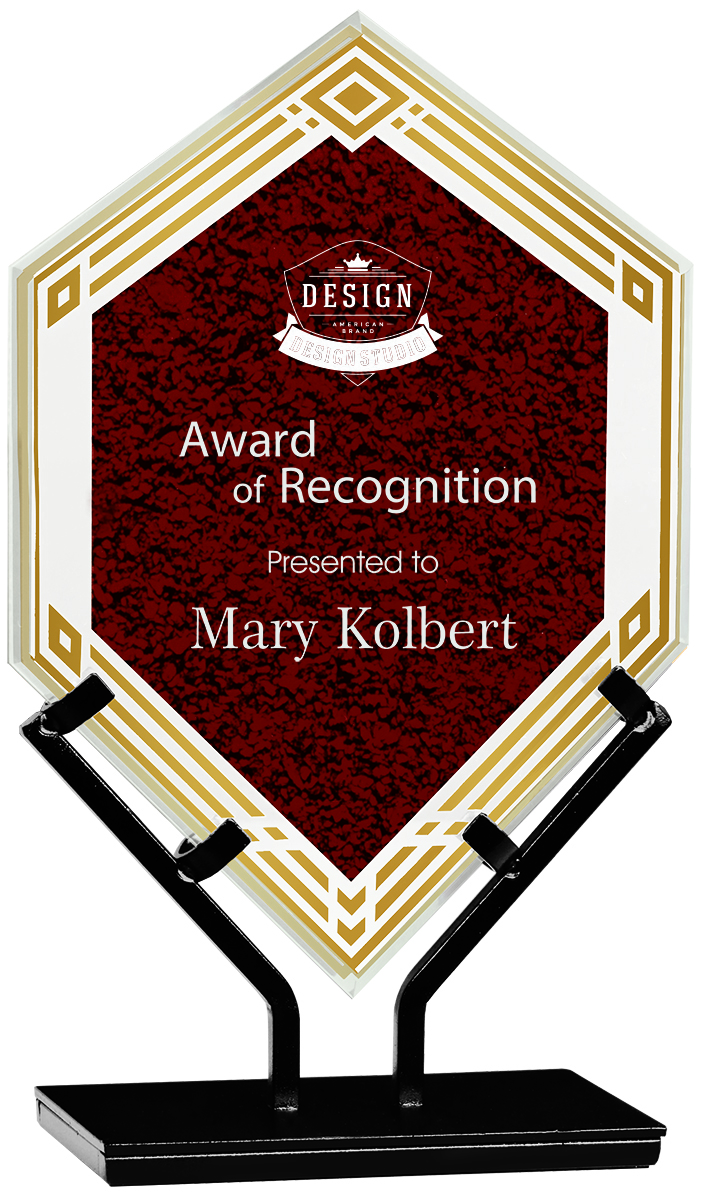 DESIGN
AMERICAN
BRAND
DESIGN STUDIO
Award
of Recognition
Presented to
Mary Kolbert